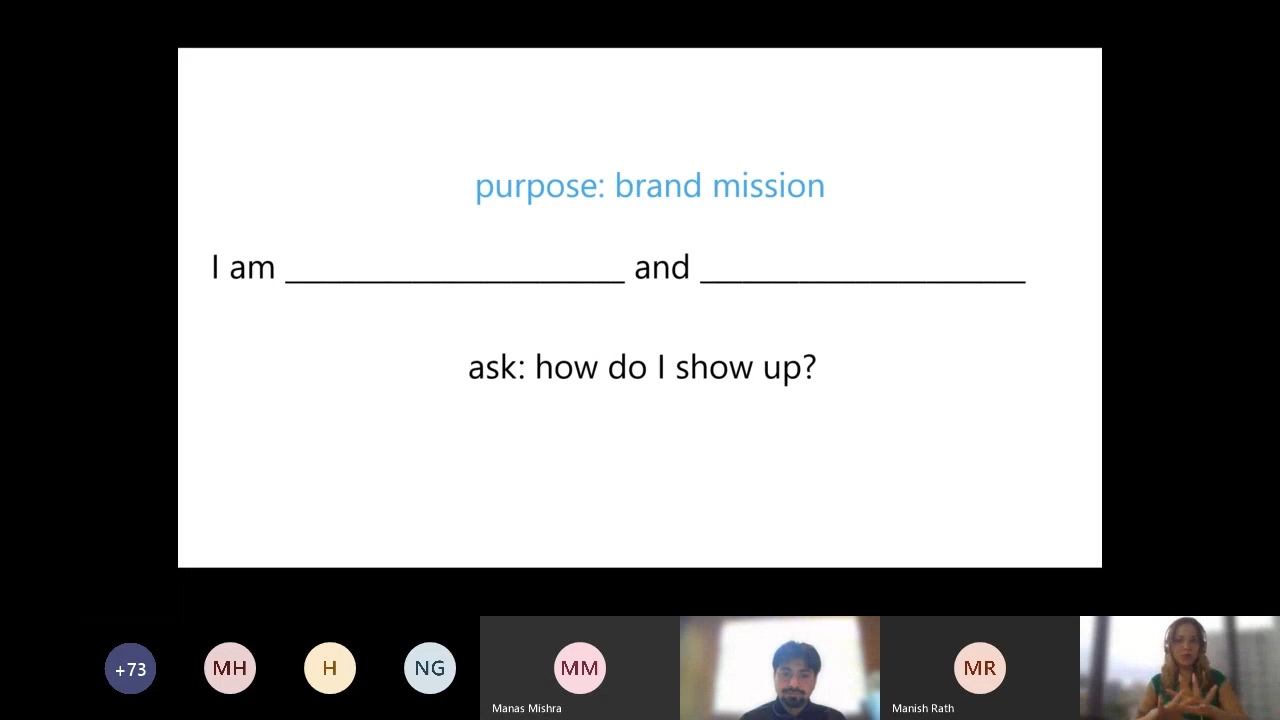 purpose: brand mission
I am ____________________ and ___________________
ask: how do I show up?
+73
MH
H
NG
MM
Manas Mishra
MR
Manish Rath